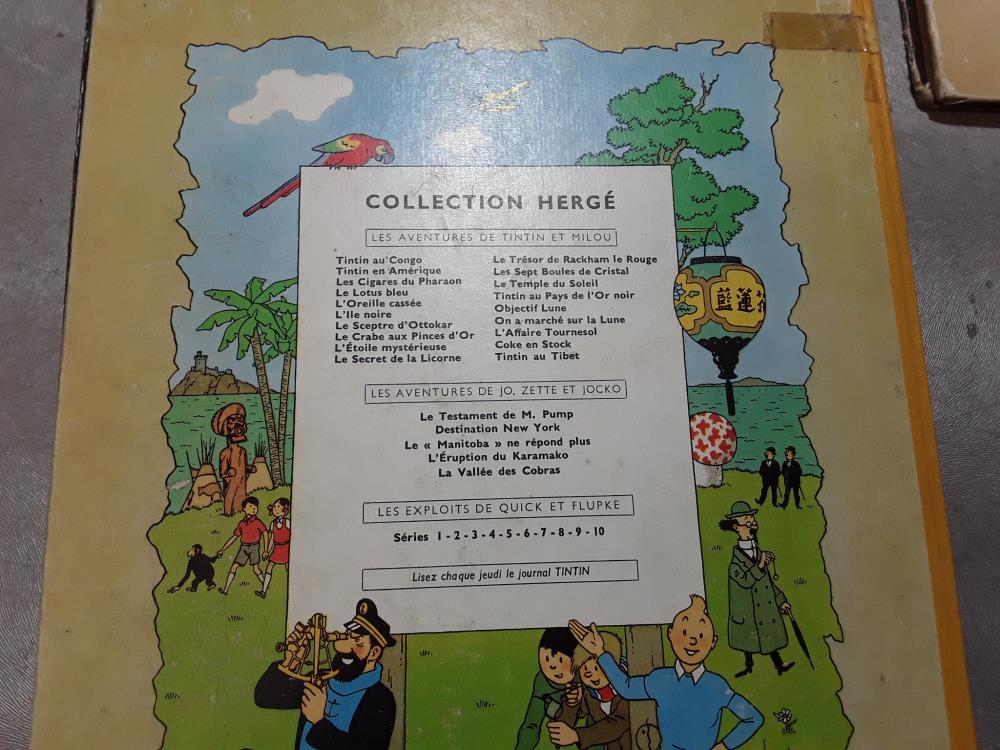 COLLECTION HERGÉ
LES AVENTURES DE TINTIN ET MILOU
Tintin au Congo
Tintin en Amérique
Les Cigares du Pharaon
Le Lotus bleu
L'Oreille cassée
L'Ile noire
Le Sceptre d'Ottokar
Le Crabe aux Pinces d'Or
L'Étoile mystérieuse
Le Secret de la Licorne
Le Trésor de Rackham le Rouge
Les Sept Boules de Cristal
Le Temple du Soleil
Tintin au Pays de l'Or noir
Objectif Lune
On a marché sur la Lune
L'Affaire Tournesol
Coke en Stock
Tintin au Tibet
LES AVENTURES DE JO, ZETTE ET JOCKO
Le Testament de M. Pump
Destination New York
Le « Manitoba » ne répond plus
L'Éruption du Karamako
La Vallée des Cobras
LES EXPLOITS DE QUICK ET FLUPKE
Séries 1 - 2 - 3 - 4 - 5 - 6 - 7 - 8 - 9 - 10
Lisez chaque jeudi le journal TINTIN
藍蓮花